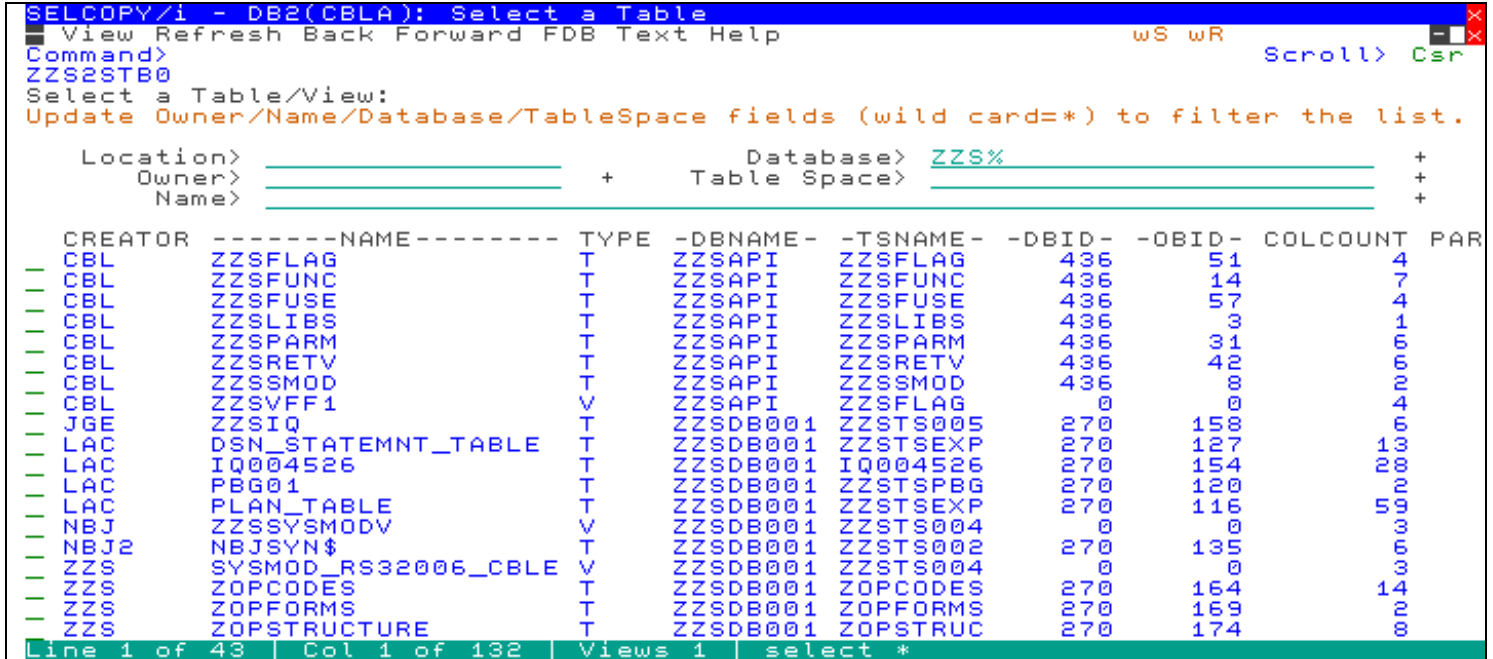 SELCOPY/i - DB2(CBLA): Select a Table
View Refresh Back Forward FDB Text Help wS wR
Command> Scroll> Csr
ZZS2STB0
Select a Table/View:
Update Owner/Name/Database/TableSpace fields (wild card=*) to filter the list.
Location> Database> ZZS% +
Owner> + Table Space> +
Name> +
CREATOR -------NAME-------- TYPE -DBNAME- -TSNAME- -DBID- -OBID- COLCOUNT PAR
_ CBL ZZSFLAG T ZZSAPI ZZSFLAG 436 51 4
_ CBL ZZSFUNC T ZZSAPI ZZSFUNC 436 14 7
_ CBL ZZSFUSE T ZZSAPI ZZSFUSE 436 57 4
_ CBL ZZSLIBS T ZZSAPI ZZSLIBS 436 3 1
_ CBL ZZSPARM T ZZSAPI ZZSPARM 436 31 6
_ CBL ZZSRETV T ZZSAPI ZZSRETV 436 42 6
_ CBL ZZSSMOD T ZZSAPI ZZSSMOD 436 8 2
_ CBL ZZSVFF1 V ZZSAPI ZZSFLAG 0 0 4
_ JGE ZZSIQ T ZZSDB001 ZZSTS005 270 158 6
_ LAC DSN_STATEMNT_TABLE T ZZSDB001 ZZSTSEXP 270 127 13
_ LAC IQ004526 T ZZSDB001 IQ004526 270 154 28
_ LAC PBG01 T ZZSDB001 ZZSTSPBG 270 120 2
_ LAC PLAN_TABLE T ZZSDB001 ZZSTSEXP 270 116 59
_ NBJ ZZSSYSMODV V ZZSDB001 ZZSTS004 0 0 3
_ NBJ2 NBJSYN$ T ZZSDB001 ZZSTS002 270 135 6
_ ZZS SYSMOD_RS32006_CBLE V ZZSDB001 ZZSTS004 0 0 3
_ ZZS ZOPCODES T ZZSDB001 ZOPCODES 270 164 14
_ ZZS ZOPFORMS T ZZSDB001 ZOPFORMS 270 169 2
_ ZZS ZOPSTRUCTURE T ZZSDB001 ZOPSTRUC 270 174 8
Line 1 of 43 | Col 1 of 132 | Views 1 | select *